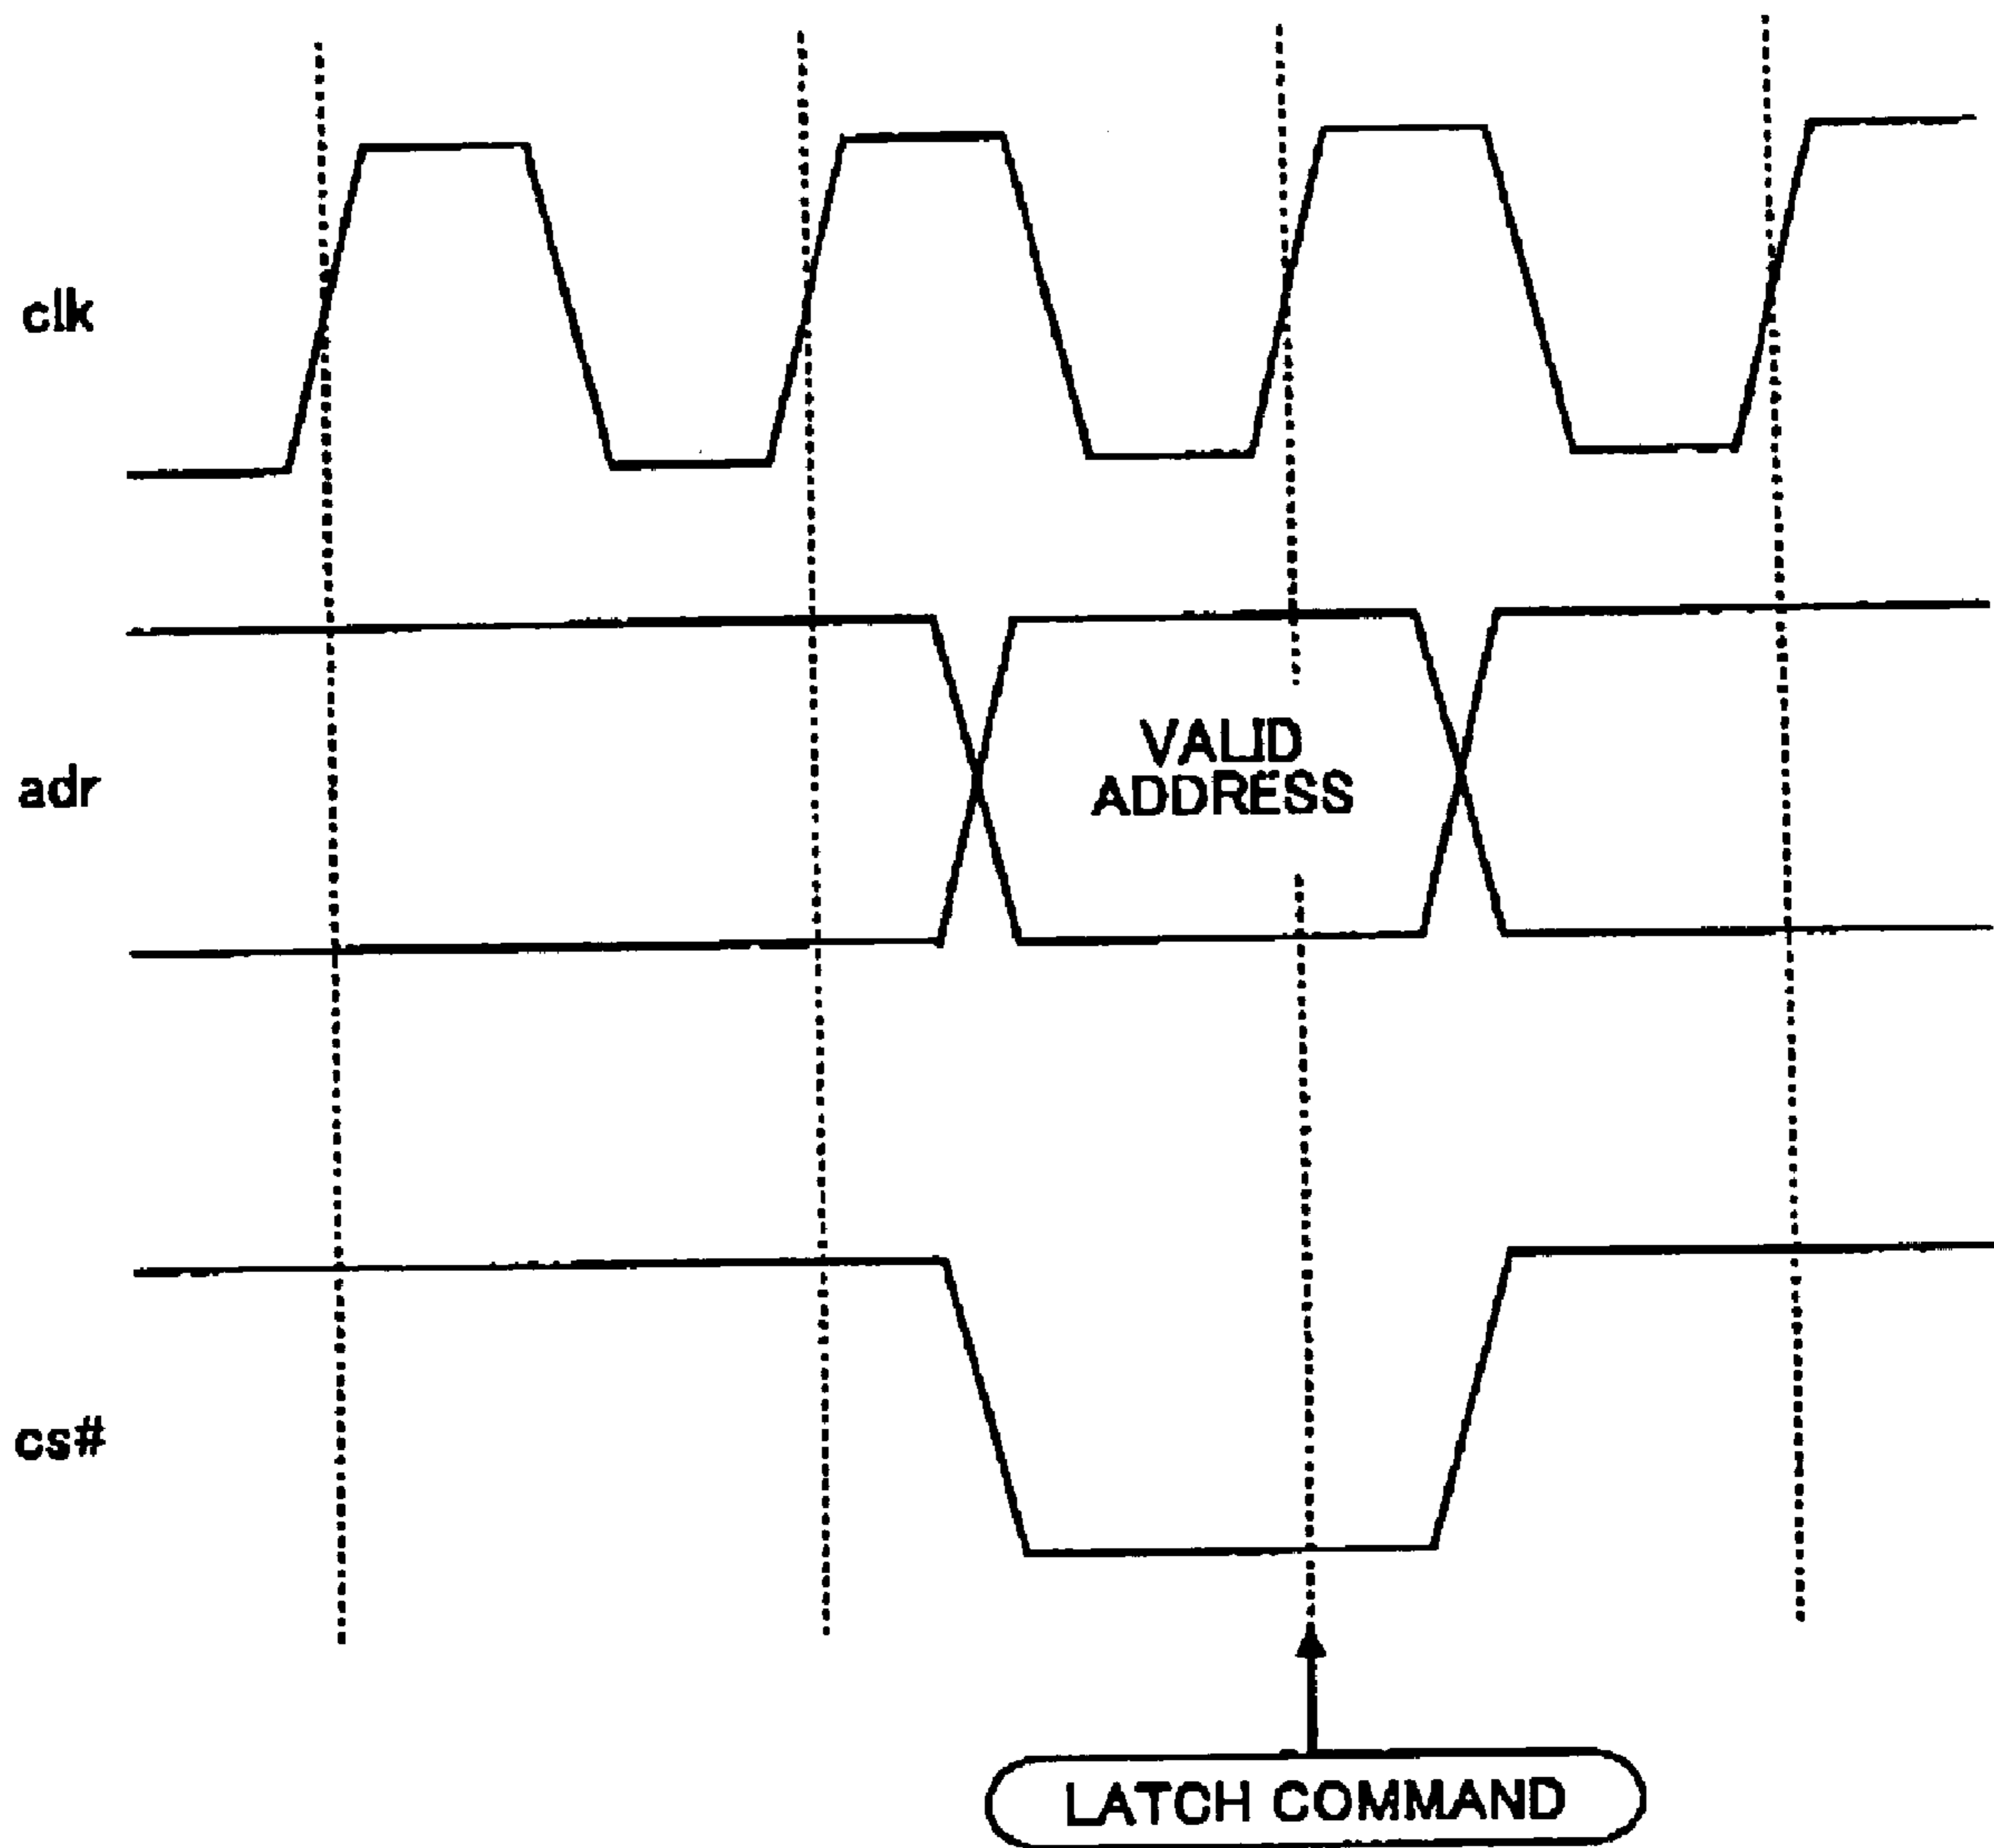 clk
adr
VALID
ADDRESS
cs#
LATCH COMMAND